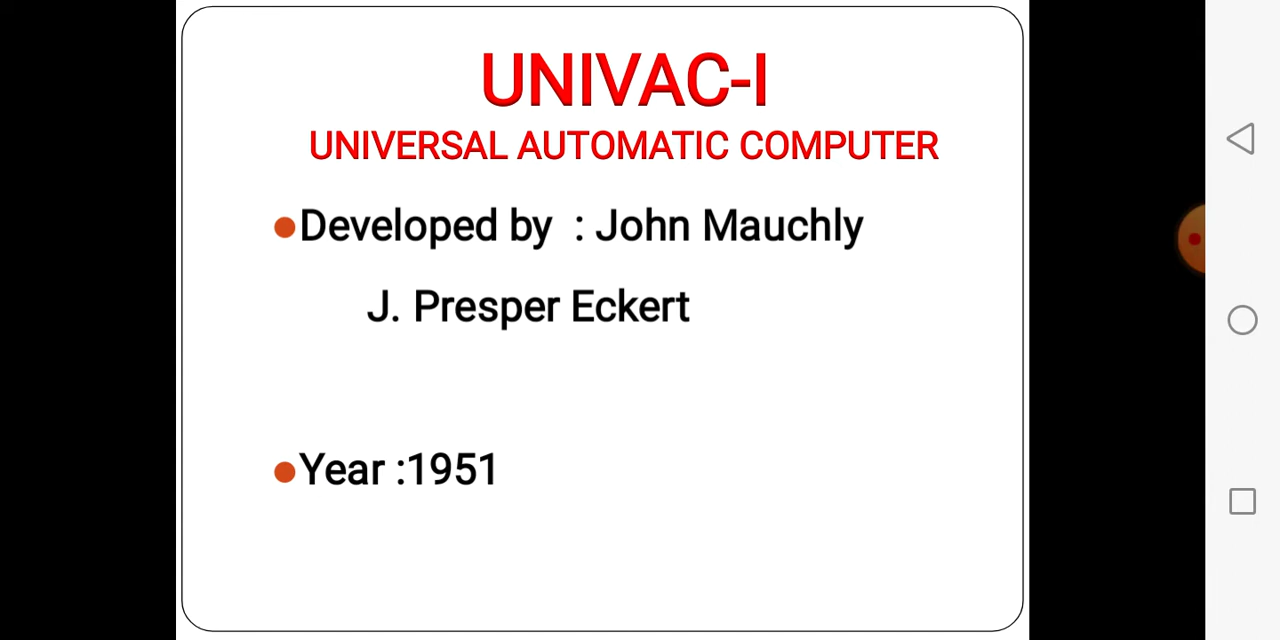 UNIVAC-I
UNIVERSAL AUTOMATIC COMPUTER
Developed by : John Mauchly
J. Presper Eckert
Year :1951